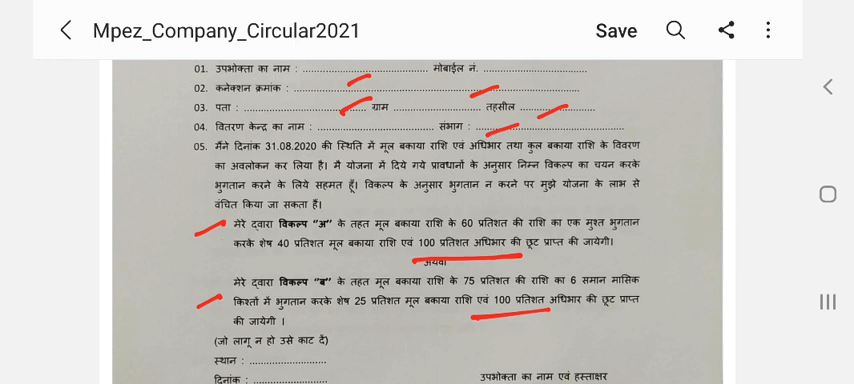 Mpez_Company_Circular2021
Save
01. उपभोक्ता का नाम : ........................................ मोबाईल नं. .................................
02. कनेक्शन क्रमांक : ....................................................................................
03. पता : ................................... ग्राम .......................... तहसील ......................
04. वितरण केन्द्र का नाम : ................................... संभाग : ...................................
05. मैंने दिनांक 31.08.2020 की स्थिति में मूल बकाया राशि एवं अधिभार तथा कुल बकाया राशि के विवरण
का अवलोकन कर लिया है। मै योजना में दिये गये प्रावधानों के अनुसार निम्न विकल्प का चयन करके
भुगतान करने के लिये सहमत हूँ। विकल्प के अनुसार भुगतान न करने पर मुझे योजना के लाभ से
वंचित किया जा सकता हैं।
मेरे द्वारा विकल्प "अ" के तहत मूल बकाया राशि के 60 प्रतिशत की राशि का एक मुश्त भुगतान
करके शेष 40 प्रतिशत मूल बकाया राशि एवं 100 प्रतिशत अधिभार की छूट प्राप्त की जायेगी।
अथवा
मेरे द्वारा विकल्प "ब" के तहत मूल बकाया राशि के 75 प्रतिशत की राशि का 6 समान मासिक
किश्तों में भुगतान करके शेष 25 प्रतिशत मूल बकाया राशि एवं 100 प्रतिशत अधिभार की छूट प्राप्त
की जायेगी ।
(जो लागू न हो उसे काट दें)
स्थान : ........................
दिनांक : .......................
उपभोक्ता का नाम एवं हस्ताक्षर